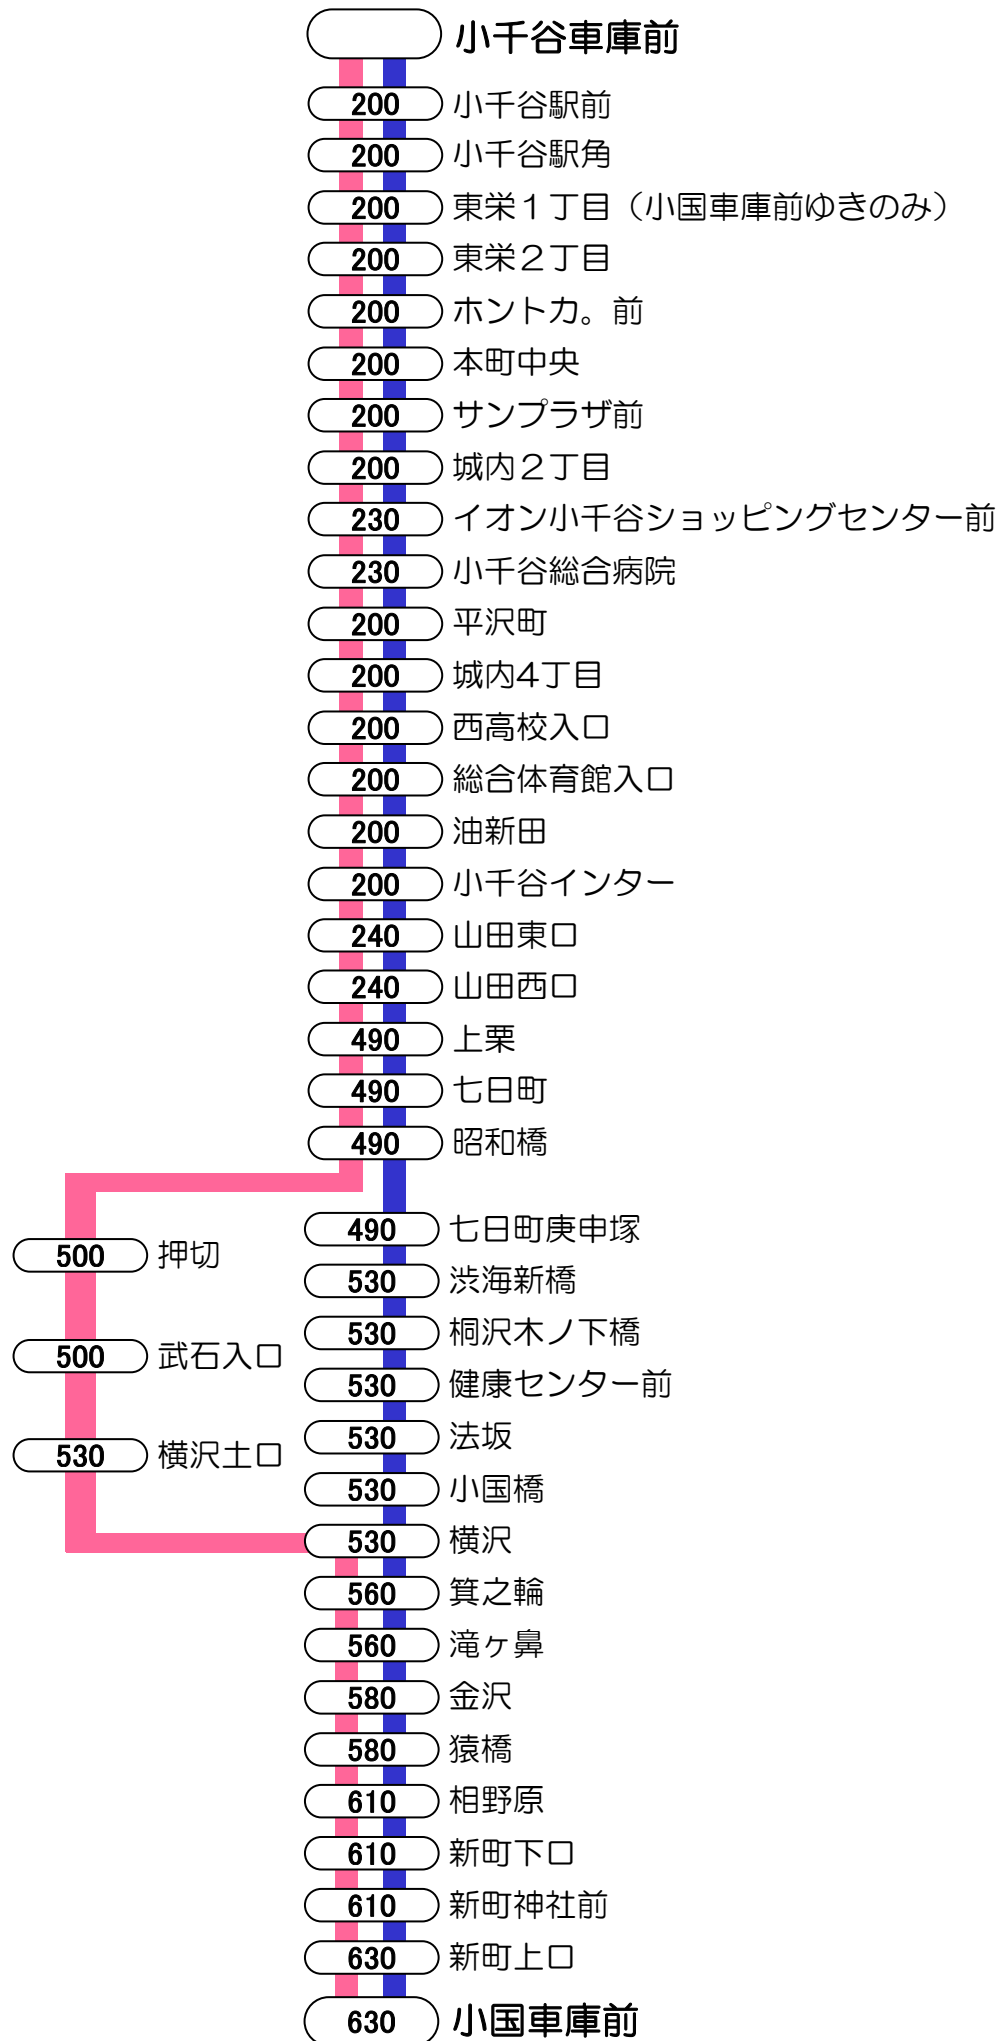 小千谷車庫前
200 小千谷駅前
200 小千谷駅角
200 東栄１丁目（小国車庫前ゆきのみ）
200 東栄２丁目
200 ホントカ。前
200 本町中央
200 サンプラザ前
200 城内２丁目
230 イオン小千谷ショッピングセンター前
230 小千谷総合病院
200 平沢町
200 城内4丁目
200 西高校入口
200 総合体育館入口
200 油新田
200 小千谷インター
240 山田東口
240 山田西口
490 上栗
490 七日町
490 昭和橋
490 七日町庚申塚
500 押切
530 渋海新橋
530 桐沢木ノ下橋
500 武石入口
530 健康センター前
530 法坂
530 横沢土口
530 小国橋
530 横沢
560 箕之輪
560 滝ヶ鼻
580 金沢
580 猿橋
610 相野原
610 新町下口
610 新町神社前
630 新町上口
630 小国車庫前